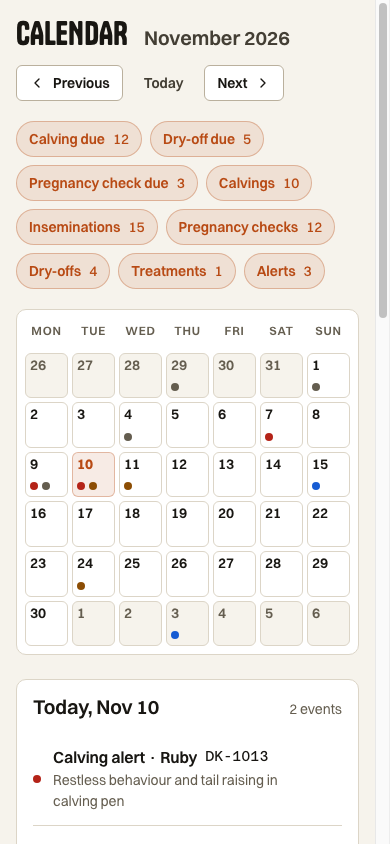 CALENDAR November 2026
Previous Today Next
Calving due 12 Dry-off due 5
Pregnancy check due 3 Calvings 10
Inseminations 15 Pregnancy checks 12
Dry-offs 4 Treatments 1 Alerts 3
MON TUE WED THU FRI SAT SUN
26 27 28 29 30 31 1
2 3 4 5 6 7 8
9 10 11 12 13 14 15
16 17 18 19 20 21 22
23 24 25 26 27 28 29
30 1 2 3 4 5 6
Today, Nov 10 2 events
Calving alert · Ruby DK-1013
Restless behaviour and tail raising in
calving pen